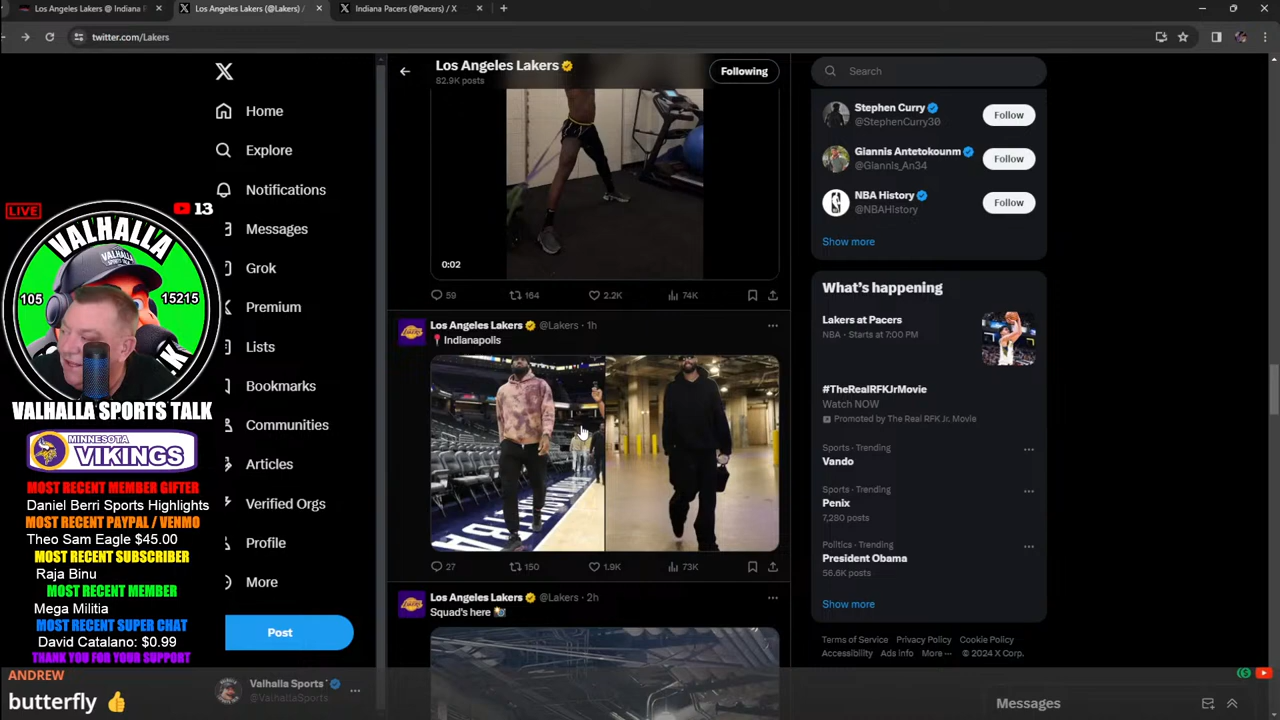 Los Angeles Lakers @ Indiana
Los Angeles Lakers (@Lakers) /
Indiana Pacers (@Pacers) / X
twitter.com/Lakers
Home
Explore
Notifications
Messages
Grok
Premium
Lists
Bookmarks
Communities
Articles
Verified Orgs
Profile
More
Post
Valhalla Sports
@ValhallaSports
LIVE
13
VALHALLA
VALHALLA
105
15215
VALHALLA SPORTS TALK
MINNESOTA
VIKINGS
MOST RECENT MEMBER GIFTER
Daniel Berri Sports Highlights
MOST RECENT PAYPAL / VENMO
Theo Sam Eagle $45.00
MOST RECENT SUBSCRIBER
Raja Binu
MOST RECENT MEMBER
Mega Militia
MOST RECENT SUPER CHAT
David Catalano: $0.99
THANK YOU FOR YOUR SUPPORT
ANDREW
butterfly 👍
Los Angeles Lakers
82.9K posts
Following
0:02
59 164 2.2K 74K
Los Angeles Lakers @Lakers · 1h
📍 Indianapolis
27 150 1.9K 73K
Los Angeles Lakers @Lakers · 2h
Squad's here 📸
Search
Stephen Curry
@StephenCurry30
Follow
Giannis Antetokounm
@Giannis_An34
Follow
NBA History
@NBAHistory
Follow
Show more
What's happening
Lakers at Pacers
NBA · Starts at 7:00 PM
#TheRealRFKJrMovie
Watch NOW
Promoted by The Real RFK Jr. Movie
Sports · Trending
Vando
Sports · Trending
Penix
7,280 posts
Politics · Trending
President Obama
56.6K posts
Show more
Terms of Service Privacy Policy Cookie Policy
Accessibility Ads info More ··· © 2024 X Corp.
Messages